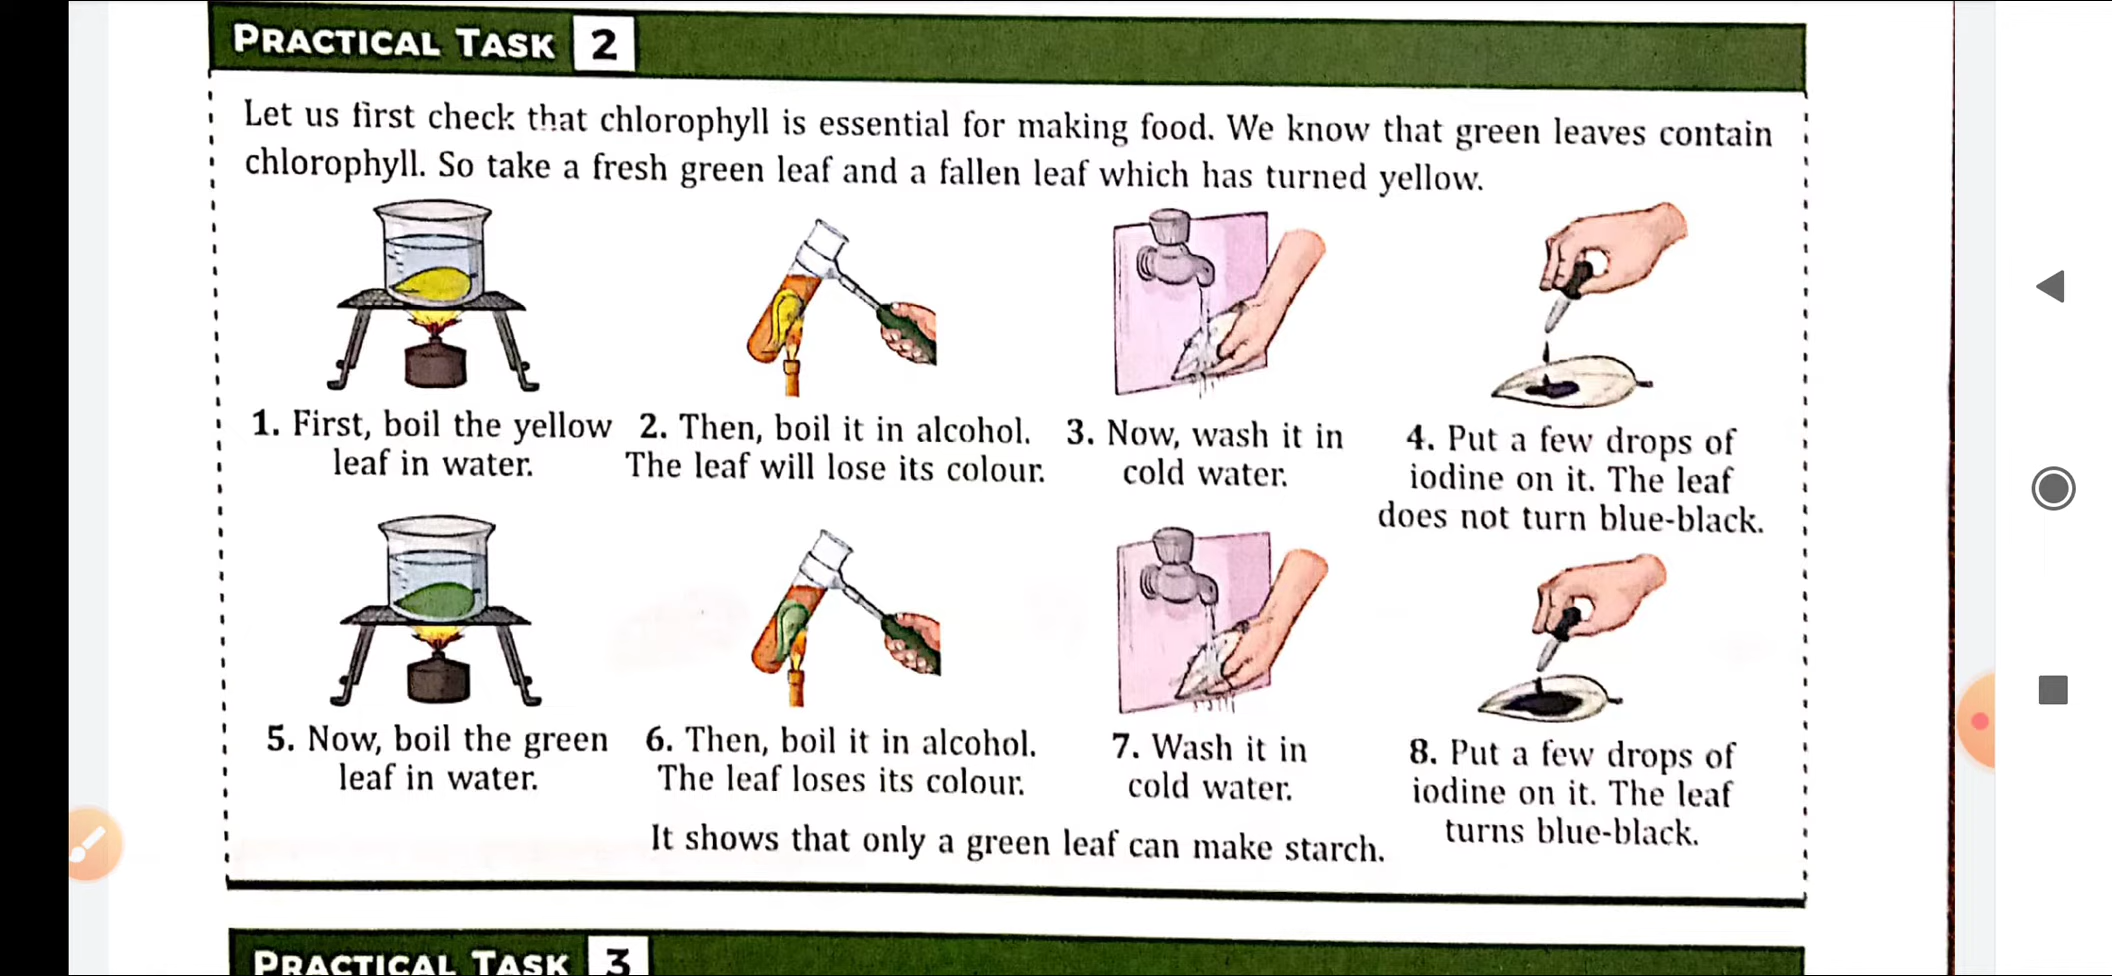 PRACTICAL TASK 2
Let us first check that chlorophyll is essential for making food. We know that green leaves contain
chlorophyll. So take a fresh green leaf and a fallen leaf which has turned yellow.
1. First, boil the yellow
leaf in water.
2. Then, boil it in alcohol.
The leaf will lose its colour.
3. Now, wash it in
cold water.
4. Put a few drops of
iodine on it. The leaf
does not turn blue-black.
5. Now, boil the green
leaf in water.
6. Then, boil it in alcohol.
The leaf loses its colour.
7. Wash it in
cold water.
8. Put a few drops of
iodine on it. The leaf
turns blue-black.
It shows that only a green leaf can make starch.
PRACTICAL TASK 3